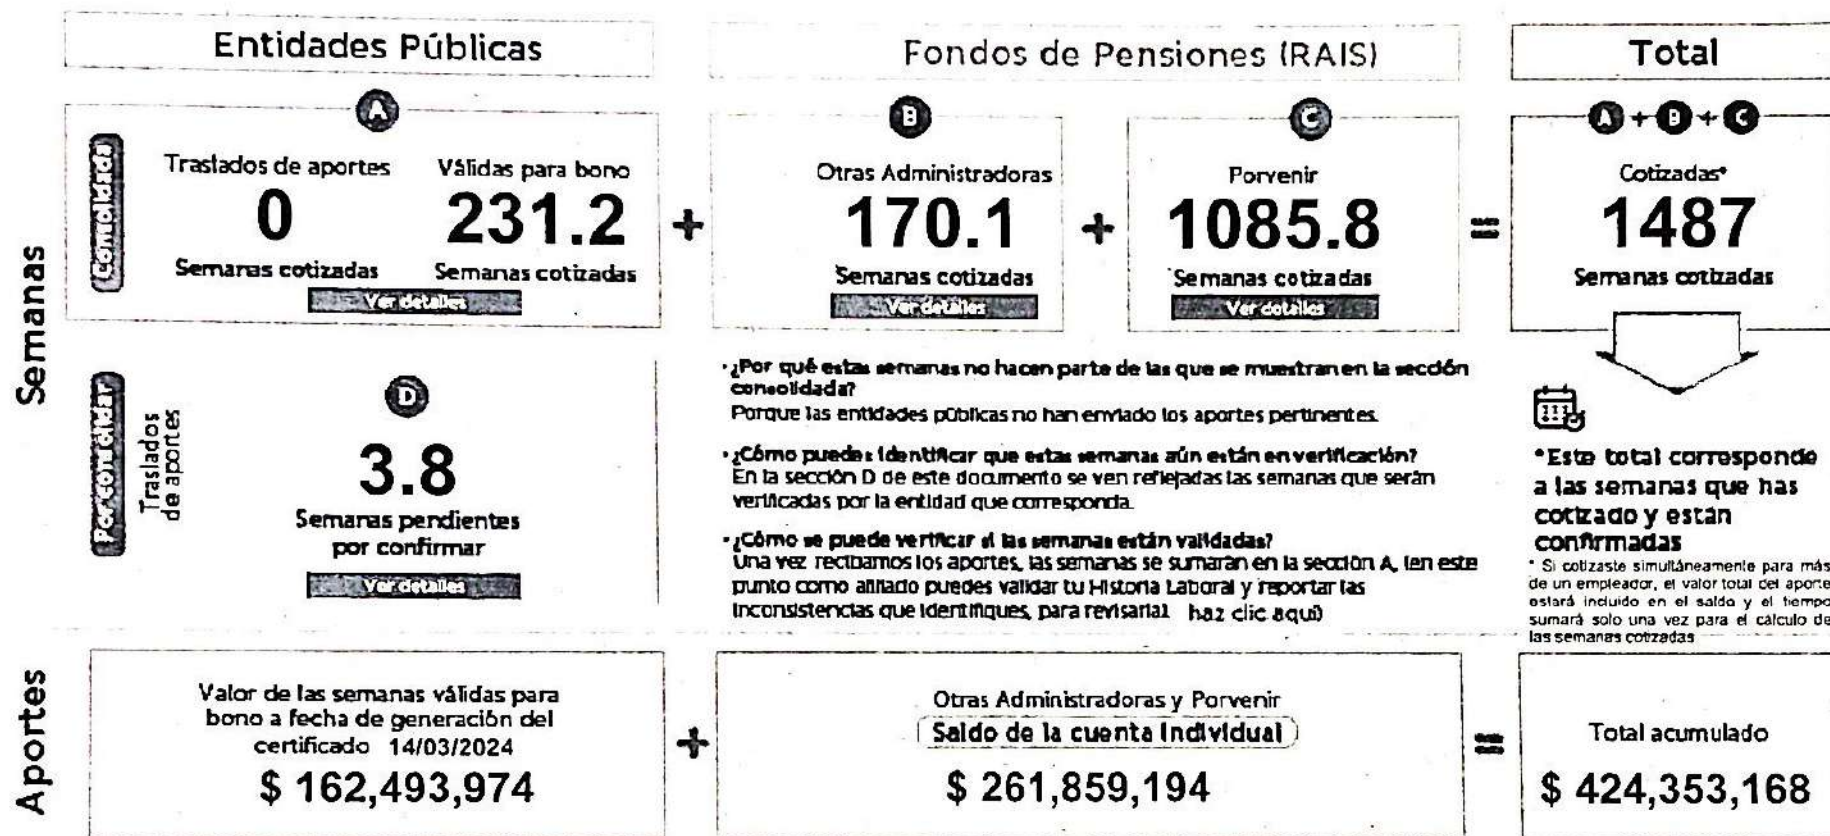 Entidades Públicas
Fondos de Pensiones (RAIS)
Total
Semanas
Consolidada
A
Traslados de aportes
0
Semanas cotizadas
Válidas para bono
231.2
Semanas cotizadas
Ver detalles
+
B
Otras Administradoras
170.1
Semanas cotizadas
Ver detalles
+
C
Porvenir
1085.8
Semanas cotizadas
Ver detalles
=
A + B + C
Cotizadas*
1487
Semanas cotizadas
Por consolidar
Traslados
de aportes
D
3.8
Semanas pendientes
por confirmar
Ver detalles
· ¿Por qué estas semanas no hacen parte de las que se muestran en la sección
consolidada?
Porque las entidades públicas no han enviado los aportes pertinentes.
· ¿Cómo puedes identificar que estas semanas aún están en verificación?
En la sección D de este documento se ven reflejadas las semanas que serán
verificadas por la entidad que corresponda.
· ¿Cómo se puede verificar si las semanas están validadas?
Una vez recibamos los aportes, las semanas se sumarán en la sección A, (en este
punto como afiliado puedes validar tu Historia Laboral y reportar las
inconsistencias que identifiques, para revisarla) haz clic aquí)
*Este total corresponde
a las semanas que has
cotizado y están
confirmadas
* Si cotizaste simultáneamente para más
de un empleador, el valor total del aporte
estará incluido en el saldo y el tiempo
sumará solo una vez para el cálculo de
las semanas cotizadas
Aportes
Valor de las semanas válidas para
bono a fecha de generación del
certificado 14/03/2024
$ 162,493,974
+
Otras Administradoras y Porvenir
Saldo de la cuenta Individual
$ 261,859,194
=
Total acumulado
$ 424,353,168